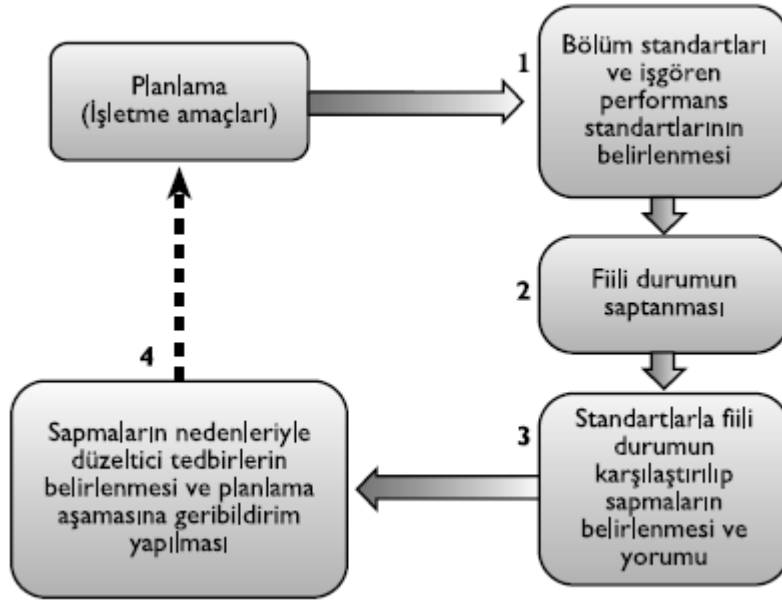 Planlama
(İşletme amaçları)
1
Bölüm standartları
ve işgören
performans
standartlarının
belirlenmesi
2
Fiili durumun
saptanması
3
Standartlarla fiili
durumun
karşılaştırılıp
sapmaların
belirlenmesi ve
yorumu
4
Sapmaların nedenleriyle
düzeltici tedbirlerin
belirlenmesi ve planlama
aşamasına geribildirim
yapılması